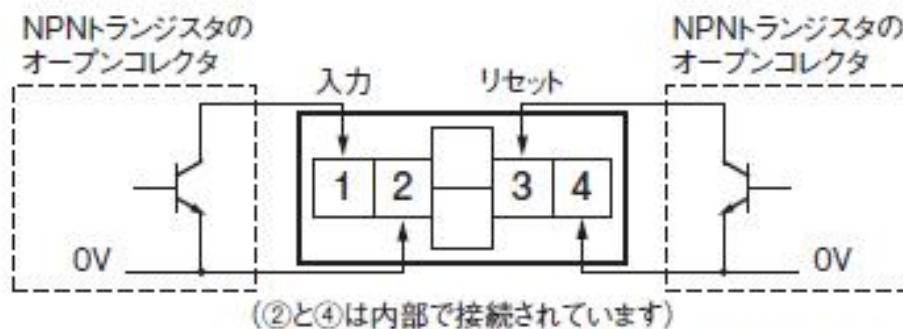 NPNトランジスタの
オープンコレクタ
NPNトランジスタの
オープンコレクタ
入力
リセット
1 2 3 4
0V
0V
(②と④は内部で接続されています)